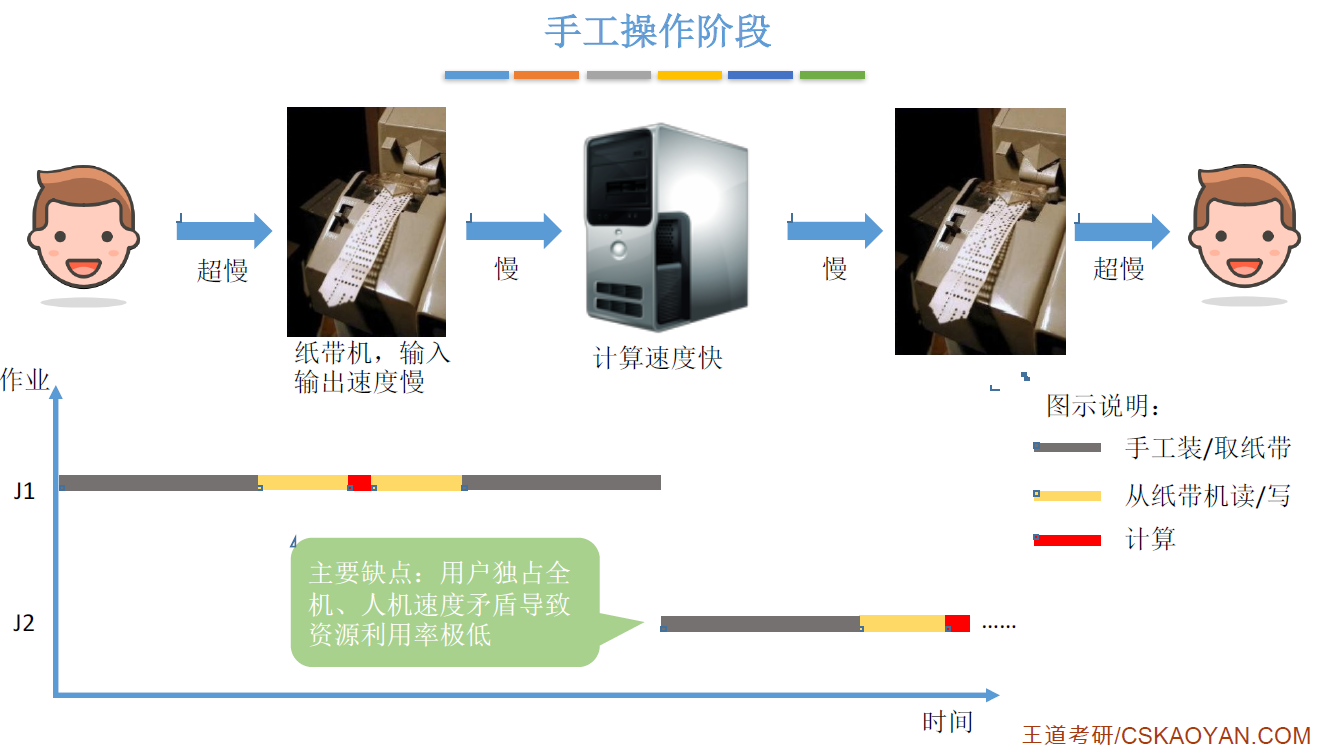 手工操作阶段
超慢
慢
慢
超慢
纸带机，输入
输出速度慢
计算速度快
作业
图示说明：
手工装/取纸带
从纸带机读/写
计算
J1
主要缺点：用户独占全
机、人机速度矛盾导致
资源利用率极低
J2
……
时间
王道考研/CSKAOYAN.COM